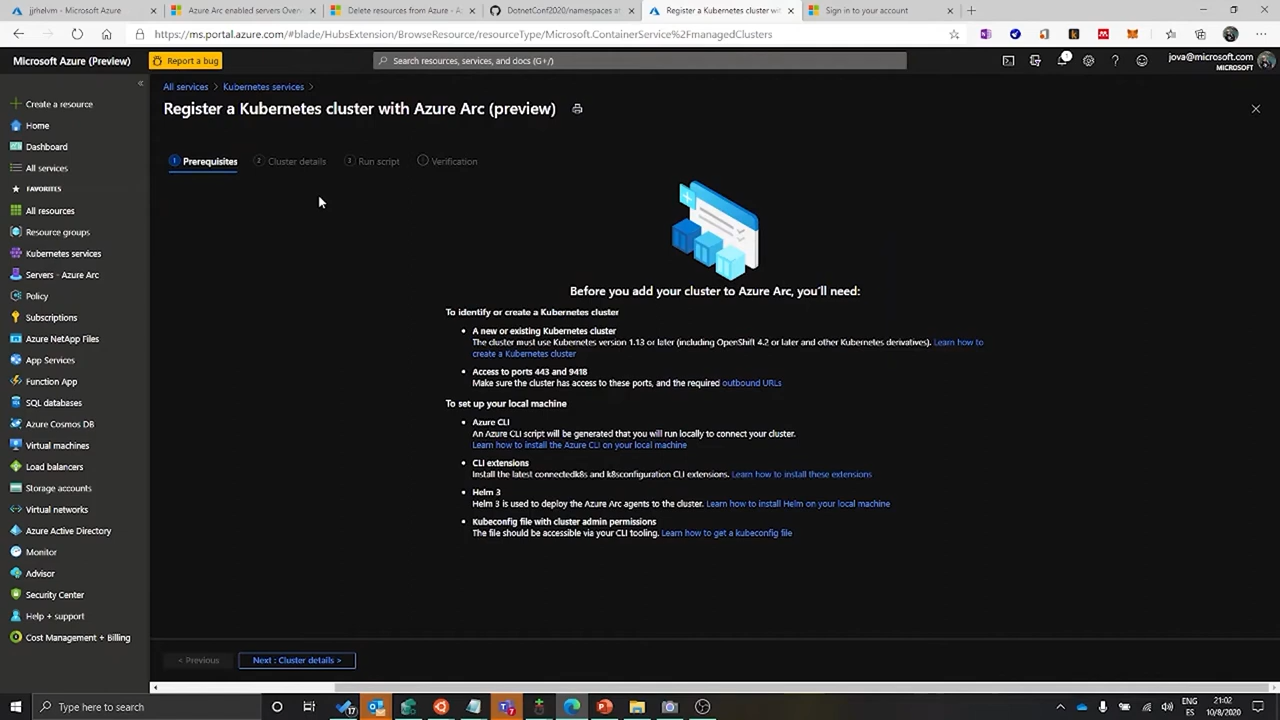 jjrhelvm - Microsoft Azure
Azure Arc enabled servers Over
Delete resources from Azure - A
DotnetConf2020/namespaces at
Register a Kubernetes cluster wit
Sign in to your account
https://ms.portal.azure.com/#blade/HubsExtension/BrowseResource/resourceType/Microsoft.ContainerService%2FmanagedClusters
Microsoft Azure (Preview)
Report a bug
Search resources, services, and docs (G+/)
1
jova@microsoft.com
MICROSOFT
Create a resource
Home
Dashboard
All services
FAVORITES
All resources
Resource groups
Kubernetes services
Servers - Azure Arc
Policy
Subscriptions
Azure NetApp Files
App Services
Function App
SQL databases
Azure Cosmos DB
Virtual machines
Load balancers
Storage accounts
Virtual networks
Azure Active Directory
Monitor
Advisor
Security Center
Help + support
Cost Management + Billing
All services > Kubernetes services >
Register a Kubernetes cluster with Azure Arc (preview)
1 Prerequisites
2 Cluster details
3 Run script
Verification
Before you add your cluster to Azure Arc, you'll need:
To identify or create a Kubernetes cluster
• A new or existing Kubernetes cluster
The cluster must use Kubernetes version 1.13 or later (including OpenShift 4.2 or later and other Kubernetes derivatives). Learn how to
create a Kubernetes cluster
• Access to ports 443 and 9418
Make sure the cluster has access to these ports, and the required outbound URLs
To set up your local machine
• Azure CLI
An Azure CLI script will be generated that you will run locally to connect your cluster.
Learn how to install the Azure CLI on your local machine
• CLI extensions
Install the latest connectedk8s and k8sconfiguration CLI extensions. Learn how to install these extensions
• Helm 3
Helm 3 is used to deploy the Azure Arc agents to the cluster. Learn how to install Helm on your local machine
• Kubeconfig file with cluster admin permissions
The file should be accessible via your CLI tooling. Learn how to get a kubeconfig file
< Previous
Next : Cluster details >
Type here to search
17
ENG
ES
21:02
10/8/2020